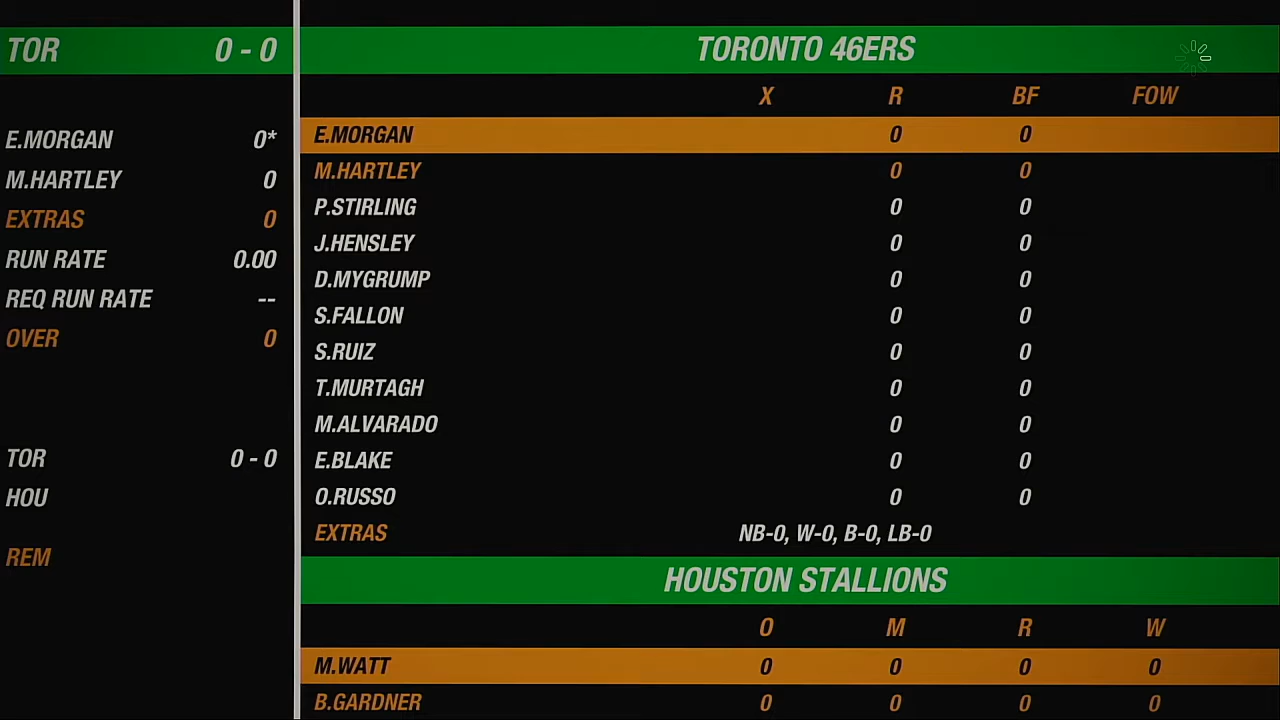 TOR 0 - 0
E.MORGAN 0*
M.HARTLEY 0
EXTRAS 0
RUN RATE 0.00
REQ RUN RATE --
OVER 0
TOR 0 - 0
HOU
REM
TORONTO 46ERS
X R BF FOW
E.MORGAN 0 0
M.HARTLEY 0 0
P.STIRLING 0 0
J.HENSLEY 0 0
D.MYGRUMP 0 0
S.FALLON 0 0
S.RUIZ 0 0
T.MURTAGH 0 0
M.ALVARADO 0 0
E.BLAKE 0 0
O.RUSSO 0 0
EXTRAS NB-0, W-0, B-0, LB-0
HOUSTON STALLIONS
O M R W
M.WATT 0 0 0 0
B.GARDNER 0 0 0 0